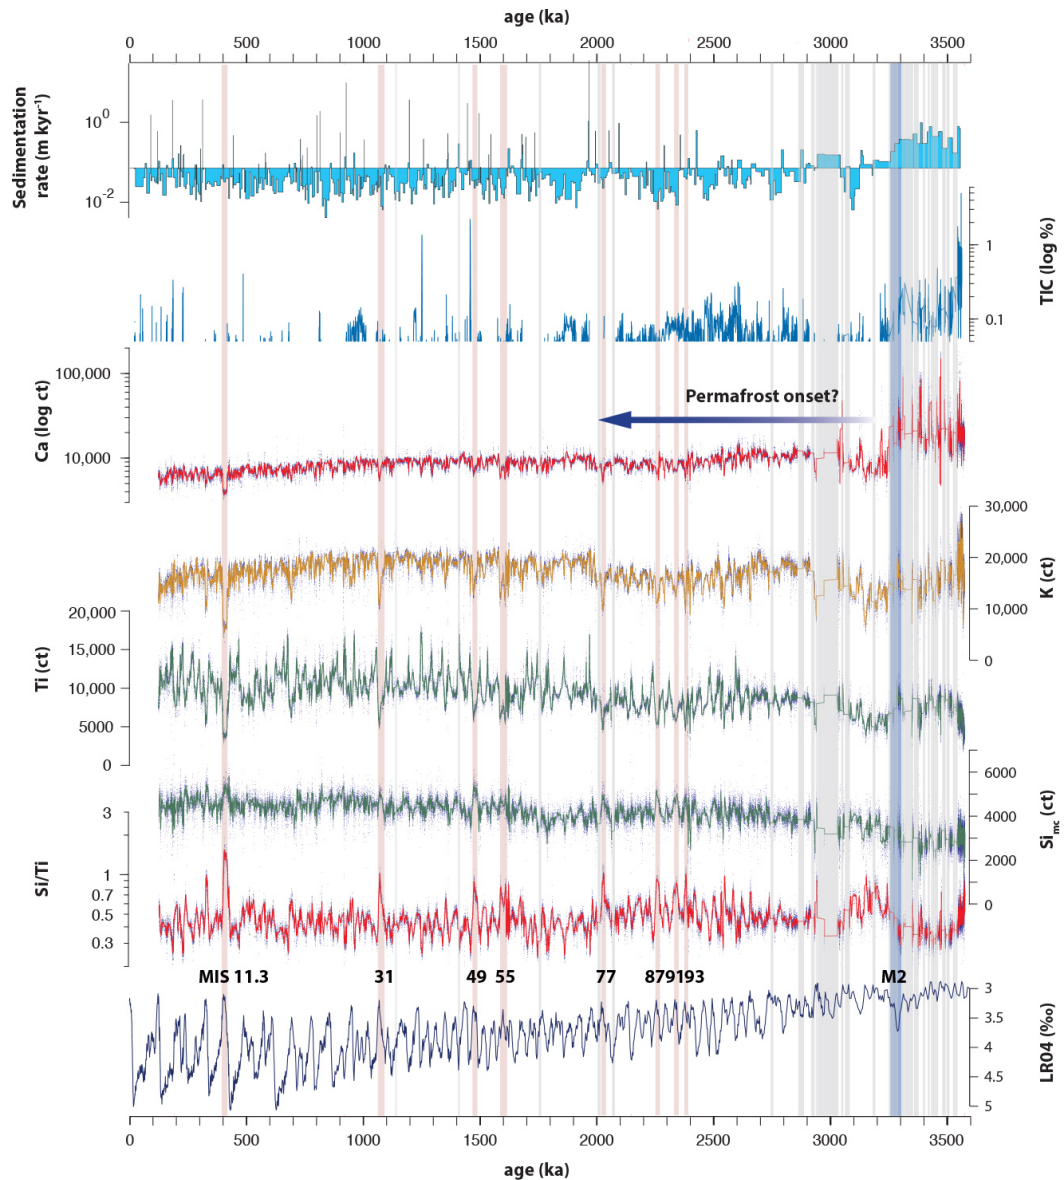 age (ka)
0 500 1000 1500 2000 2500 3000 3500
Sedimentation
rate (m kyr⁻¹)
10⁰
10⁻²
TIC (log %)
1
0.1
Ca (log ct)
100,000
10,000
Permafrost onset?
K (ct)
30,000
20,000
10,000
0
Ti (ct)
20,000
15,000
10,000
5000
0
Si_mc (ct)
6000
4000
2000
0
Si/Ti
3
1
0.7
0.5
0.3
MIS 11.3 31 49 55 77 879193 M2
LR04 (‰)
3
3.5
4
4.5
5
0 500 1000 1500 2000 2500 3000 3500
age (ka)